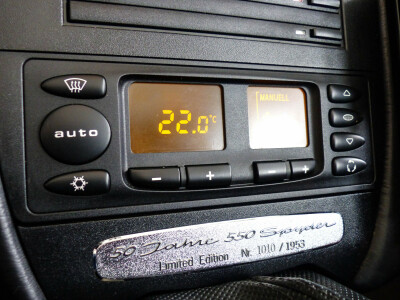 MANUELL
auto
22.0°C
- + - +
50 Jahre 550 Spyder
Limited Edition Nr. 1010 / 1953